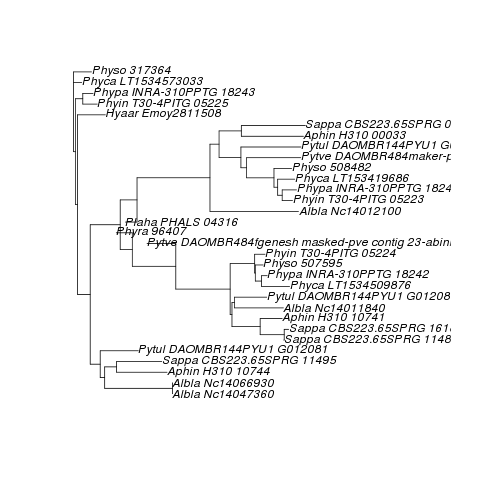 Physo 317364
Phyca LT1534573033
Phypa INRA-310PPTG 18243
Phyin T30-4PITG 05225
Hyaar Emoy2811508
Sappa CBS223.65SPRG 0
Aphin H310 00033
Pytul DAOMBR144PYU1 G
Pytve DAOMBR484maker-p
Physo 508482
Phyca LT153419686
Phypa INRA-310PPTG 1824
Phyin T30-4PITG 05223
Albla Nc14012100
Plaha PHALS 04316
Phyra 96407
Pytve DAOMBR484fgenesh masked-pve contig 23-abini
Phyin T30-4PITG 05224
Physo 507595
Phypa INRA-310PPTG 18242
Phyca LT1534509876
Pytul DAOMBR144PYU1 G01208
Albla Nc14011840
Aphin H310 10741
Sappa CBS223.65SPRG 161
Sappa CBS223.65SPRG 1148
Pytul DAOMBR144PYU1 G012081
Sappa CBS223.65SPRG 11495
Aphin H310 10744
Albla Nc14066930
Albla Nc14047360